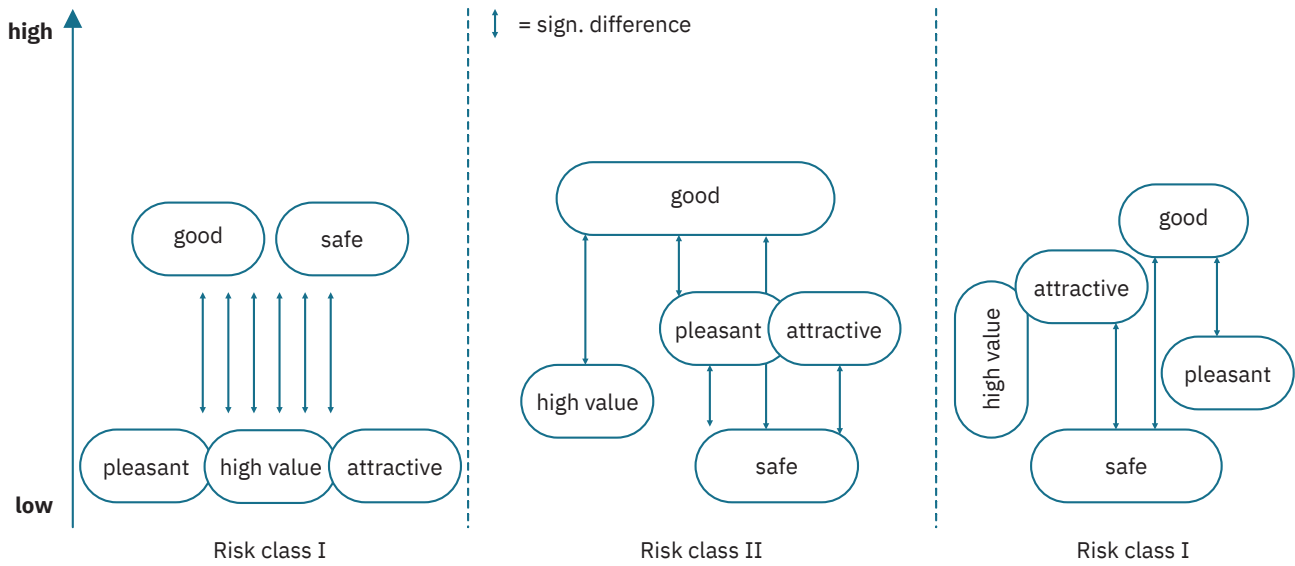 high
= sign. difference
good
safe
pleasant
high value
attractive
low
Risk class I
good
pleasant
attractive
high value
safe
Risk class II
good
attractive
high value
pleasant
safe
Risk class I